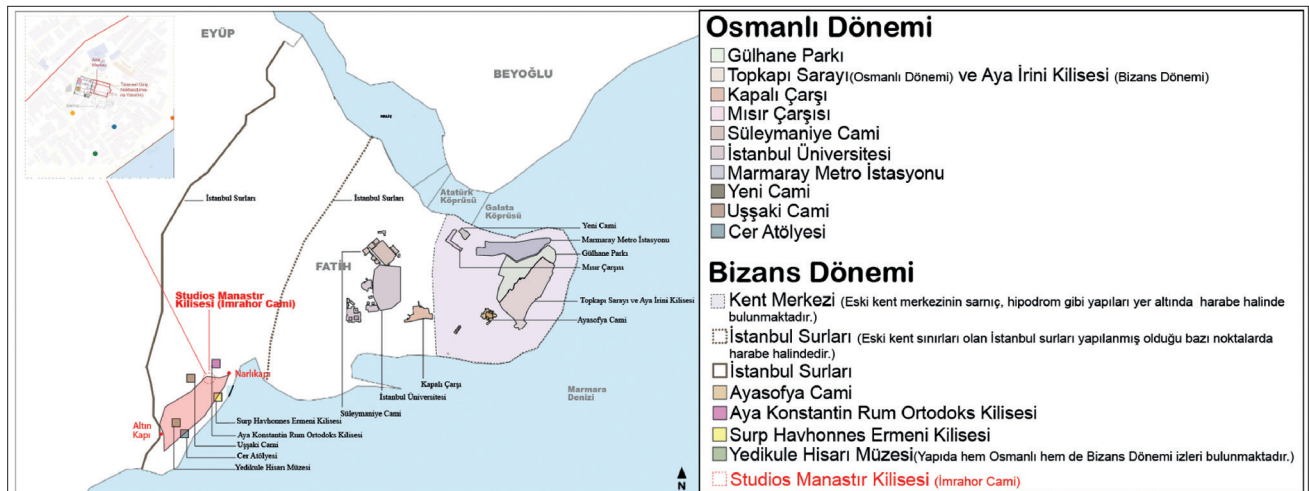 EYÜP
BEYOĞLU
HALİÇ
İstanbul Surları
İstanbul Surları
Atatürk
Köprüsü
Galata
Köprüsü
Yeni Cami
Marmaray Metro İstasyonu
Gülhane Parkı
Mısır Çarşısı
FATİH
Studios Manastır
Kilisesi (İmrahor Cami)
Topkapı Sarayı ve Aya İrini Kilisesi
Ayasofya Cami
Narlıkapı
Kapalı Çarşı
Marmara
Denizi
İstanbul Üniversitesi
Süleymaniye Cami
Altın
Kapı
Surp Havhonnes Ermeni Kilisesi
Aya Konstantin Rum Ortodoks Kilisesi
Uşşaki Cami
Cer Atölyesi
Yedikule Hisarı Müzesi
N
Osmanlı Dönemi
Gülhane Parkı
Topkapı Sarayı(Osmanlı Dönemi) ve Aya İrini Kilisesi (Bizans Dönemi)
Kapalı Çarşı
Mısır Çarşısı
Süleymaniye Cami
İstanbul Üniversitesi
Marmaray Metro İstasyonu
Yeni Cami
Uşşaki Cami
Cer Atölyesi
Bizans Dönemi
Kent Merkezi (Eski kent merkezinin sarnıç, hipodrom gibi yapıları yer altında harabe halinde
bulunmaktadır.)
İstanbul Surları (Eski kent sınırları olan İstanbul surları yapılanmış olduğu bazı noktalarda
harabe halindedir.)
İstanbul Surları
Ayasofya Cami
Aya Konstantin Rum Ortodoks Kilisesi
Surp Havhonnes Ermeni Kilisesi
Yedikule Hisarı Müzesi(Yapıda hem Osmanlı hem de Bizans Dönemi izleri bulunmaktadır.)
Studios Manastır Kilisesi (İmrahor Cami)